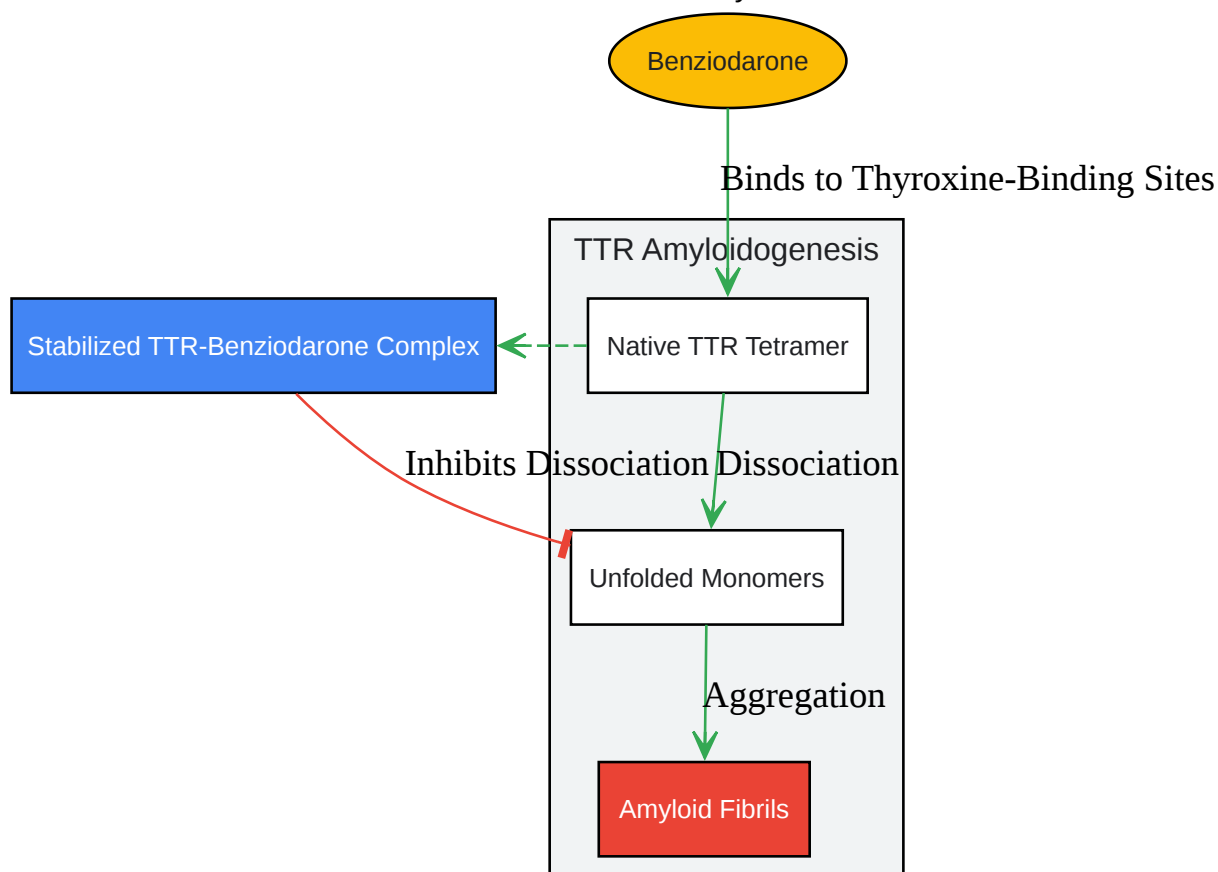 Benziodarone
Binds to Thyroxine-Binding Sites
TTR Amyloidogenesis
Stabilized TTR-Benziodarone Complex
Native TTR Tetramer
Inhibits Dissociation
Dissociation
Unfolded Monomers
Aggregation
Amyloid Fibrils